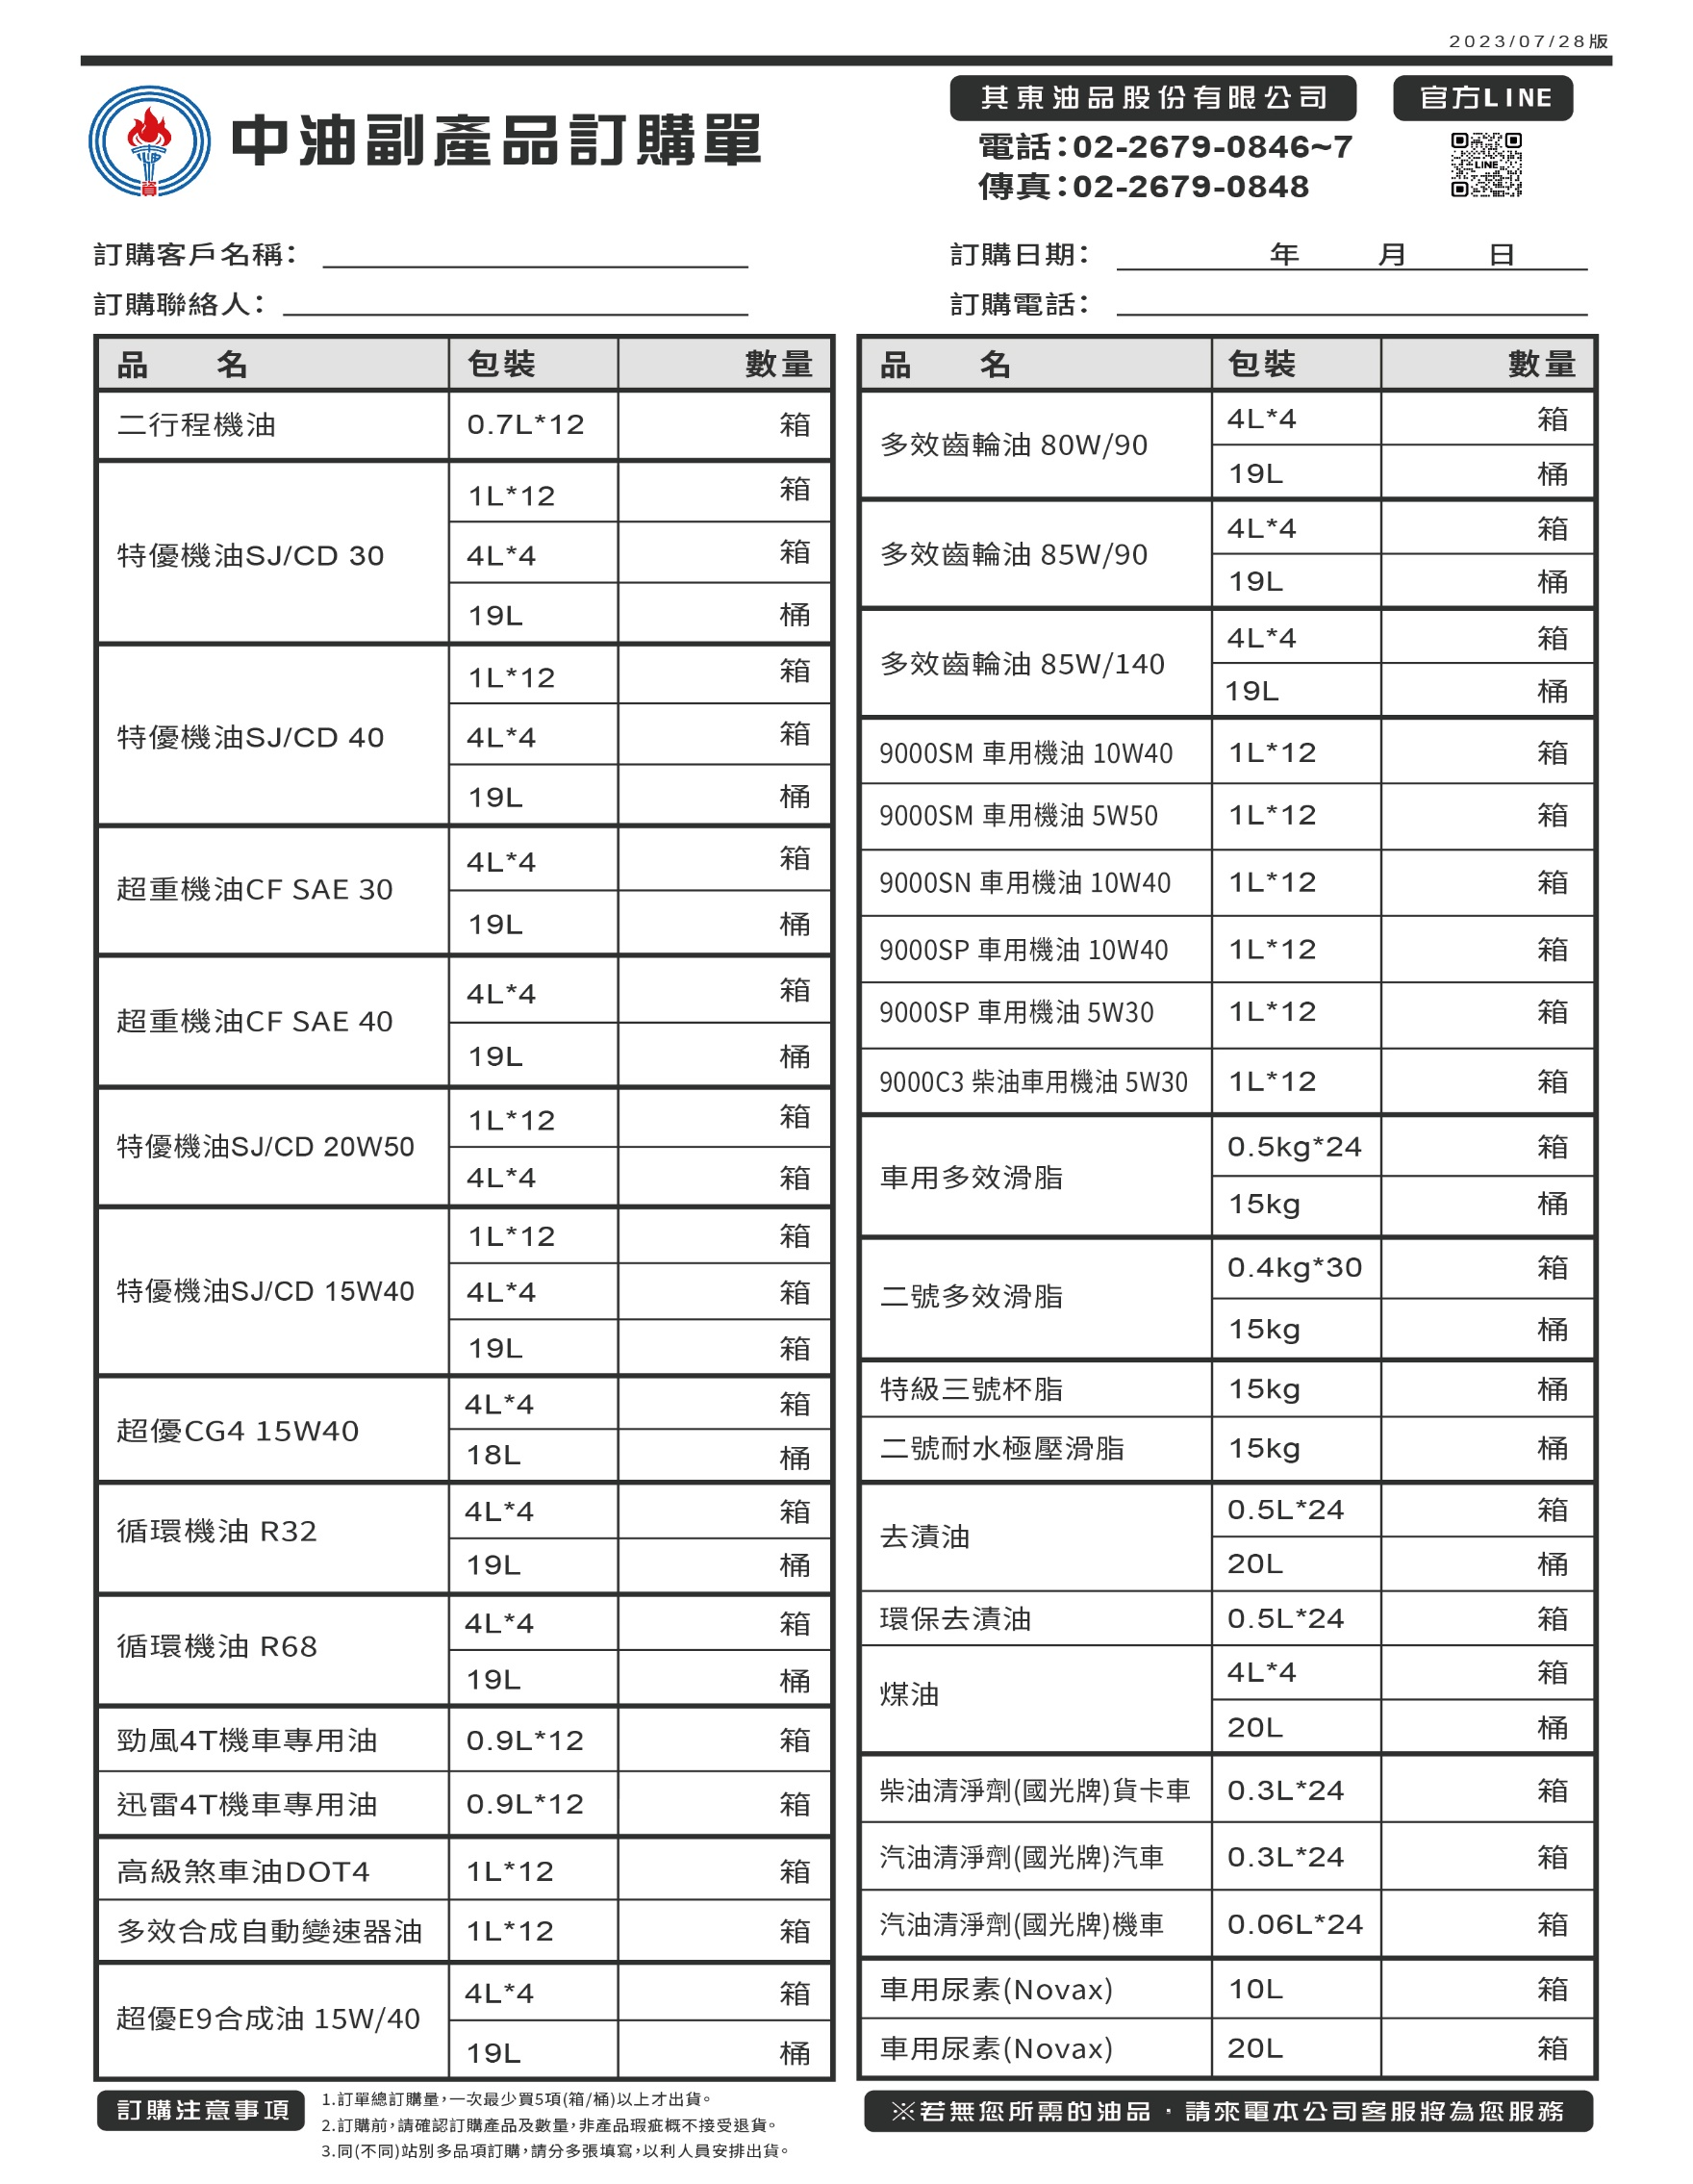 2023/07/28版
中油副產品訂購單
其東油品股份有限公司
官方LINE
電話:02-2679-0846~7
傳真:02-2679-0848
LINE
資
訂購客戶名稱:
訂購日期: 年 月 日
訂購聯絡人:
訂購電話:
品 名 包裝 數量
二行程機油 0.7L*12 箱
特優機油SJ/CD 30
1L*12 箱
4L*4 箱
19L 桶
特優機油SJ/CD 40
1L*12 箱
4L*4 箱
19L 桶
超重機油CF SAE 30
4L*4 箱
19L 桶
超重機油CF SAE 40
4L*4 箱
19L 桶
特優機油SJ/CD 20W50
1L*12 箱
4L*4 箱
特優機油SJ/CD 15W40
1L*12 箱
4L*4 箱
19L 箱
超優CG4 15W40
4L*4 箱
18L 桶
循環機油 R32
4L*4 箱
19L 桶
循環機油 R68
4L*4 箱
19L 桶
勁風4T機車專用油 0.9L*12 箱
迅雷4T機車專用油 0.9L*12 箱
高級煞車油DOT4 1L*12 箱
多效合成自動變速器油 1L*12 箱
超優E9合成油 15W/40
4L*4 箱
19L 桶
品 名 包裝 數量
多效齒輪油 80W/90
4L*4 箱
19L 桶
多效齒輪油 85W/90
4L*4 箱
19L 桶
多效齒輪油 85W/140
4L*4 箱
19L 桶
9000SM 車用機油 10W40 1L*12 箱
9000SM 車用機油 5W50 1L*12 箱
9000SN 車用機油 10W40 1L*12 箱
9000SP 車用機油 10W40 1L*12 箱
9000SP 車用機油 5W30 1L*12 箱
9000C3 柴油車用機油 5W30 1L*12 箱
車用多效滑脂
0.5kg*24 箱
15kg 桶
二號多效滑脂
0.4kg*30 箱
15kg 桶
特級三號杯脂 15kg 桶
二號耐水極壓滑脂 15kg 桶
去漬油
0.5L*24 箱
20L 桶
環保去漬油 0.5L*24 箱
煤油
4L*4 箱
20L 桶
柴油清淨劑(國光牌)貨卡車 0.3L*24 箱
汽油清淨劑(國光牌)汽車 0.3L*24 箱
汽油清淨劑(國光牌)機車 0.06L*24 箱
車用尿素(Novax) 10L 箱
車用尿素(Novax) 20L 箱
訂購注意事項
1.訂單總訂購量,一次最少買5項(箱/桶)以上才出貨。
2.訂購前,請確認訂購產品及數量,非產品瑕疵概不接受退貨。
3.同(不同)站別多品項訂購,請分多張填寫,以利人員安排出貨。
※若無您所需的油品‧請來電本公司客服將為您服務